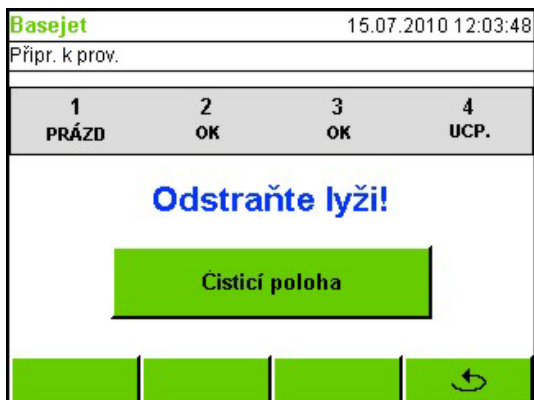 Basejet 15.07.2010 12:03:48
Připr. k prov.
1 2 3 4
PRÁZD OK OK UCP.
Odstraňte lyži!
Čisticí poloha